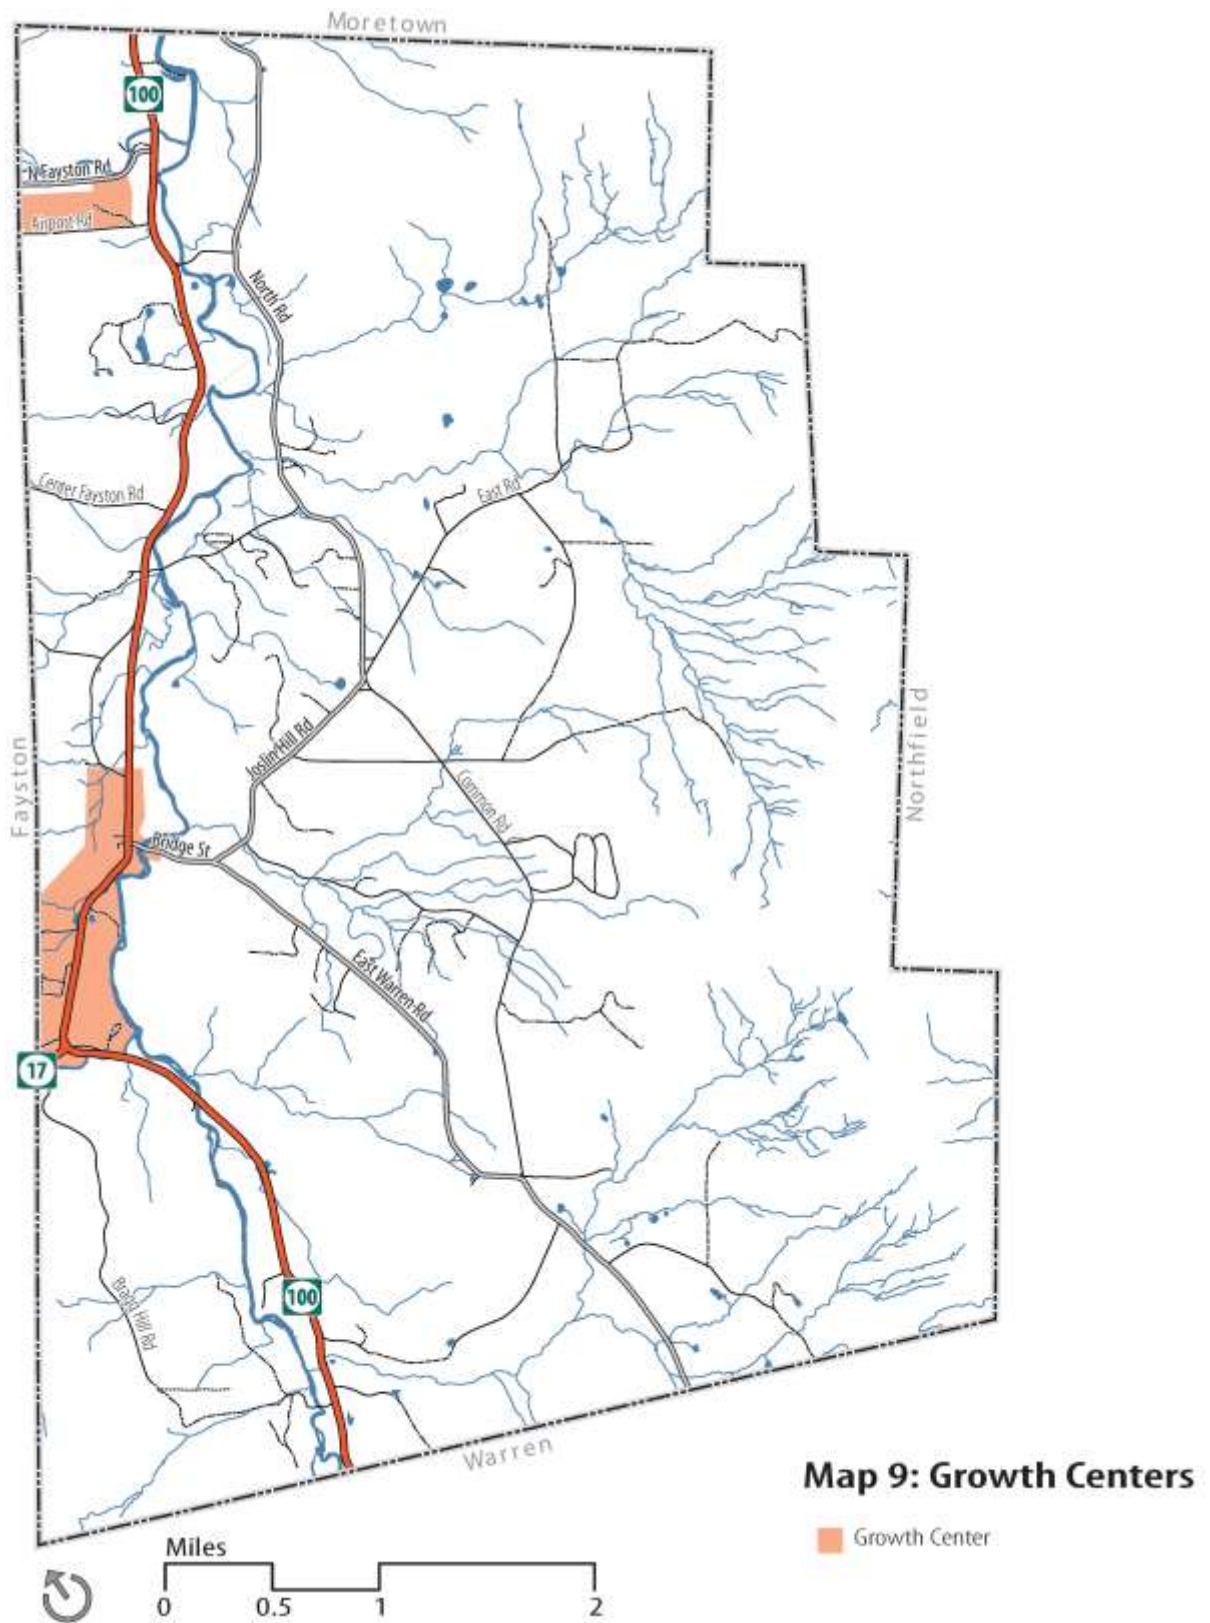 Moretown
100
N Fayston Rd
Airport Rd
North Rd
Center Fayston Rd
East Rd
Fayston
Northfield
Joslin Hill Rd
Common Rd
Bridge St
East Warren Rd
17
100
Bragg Hill Rd
Warren
Map 9: Growth Centers
Growth Center
Miles
0 0.5 1 2